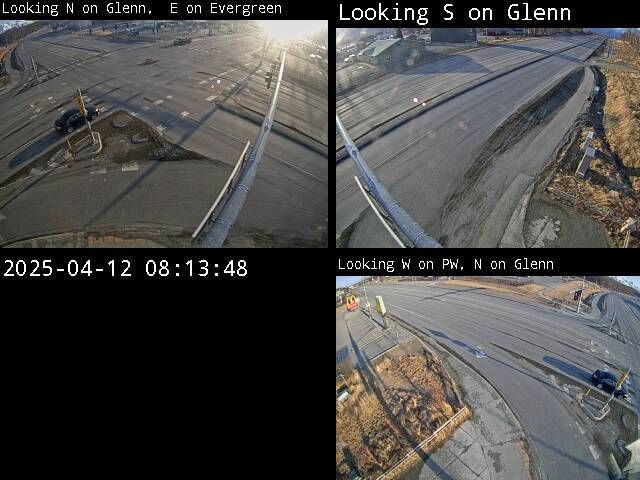 Looking N on Glenn,  E on Evergreen
Looking S on Glenn
2025-04-12 08:13:48
Looking W on PW, N on Glenn